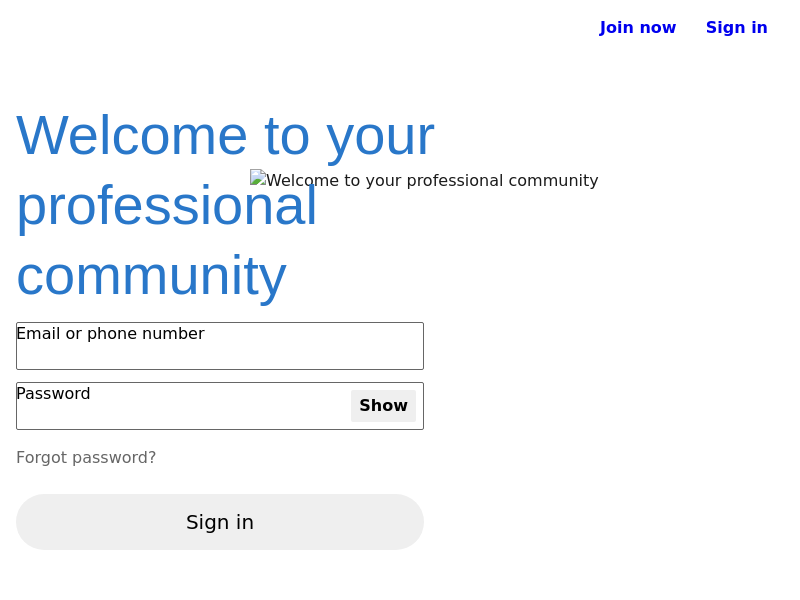 Join now
Sign in
Welcome to your
professional
community
Welcome to your professional community
Email or phone number
Password
Show
Forgot password?
Sign in